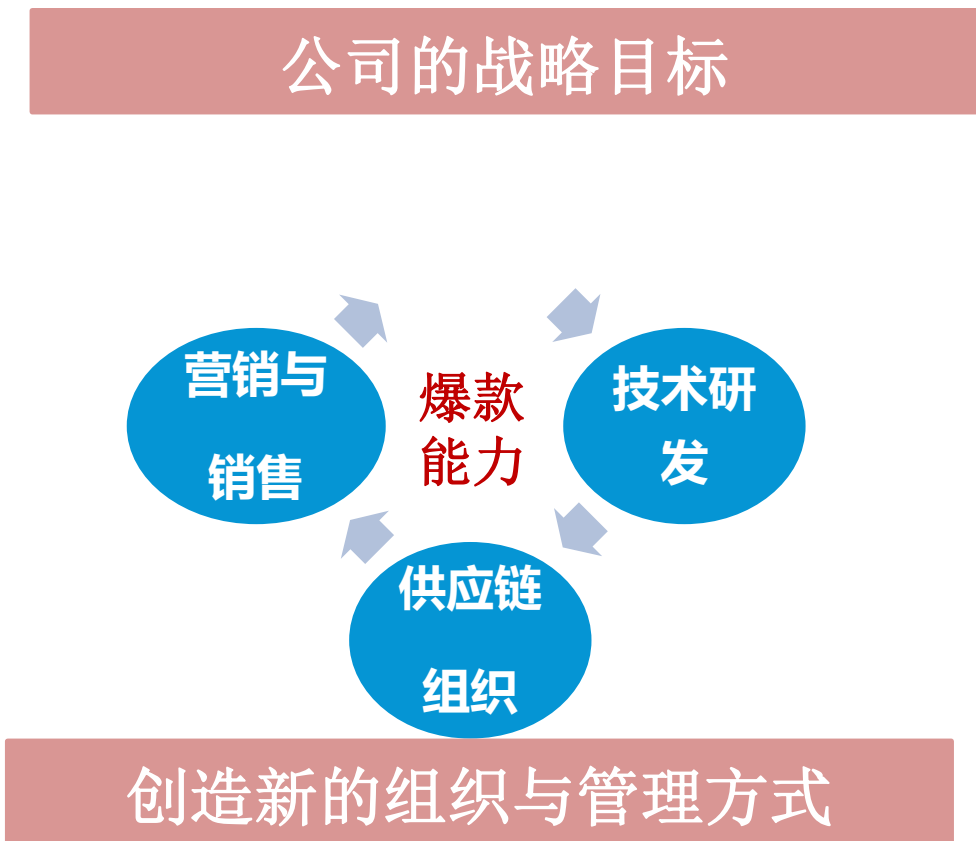 公司的战略目标
营销与
销售
爆款
能力
技术研
发
供应链
组织
创造新的组织与管理方式